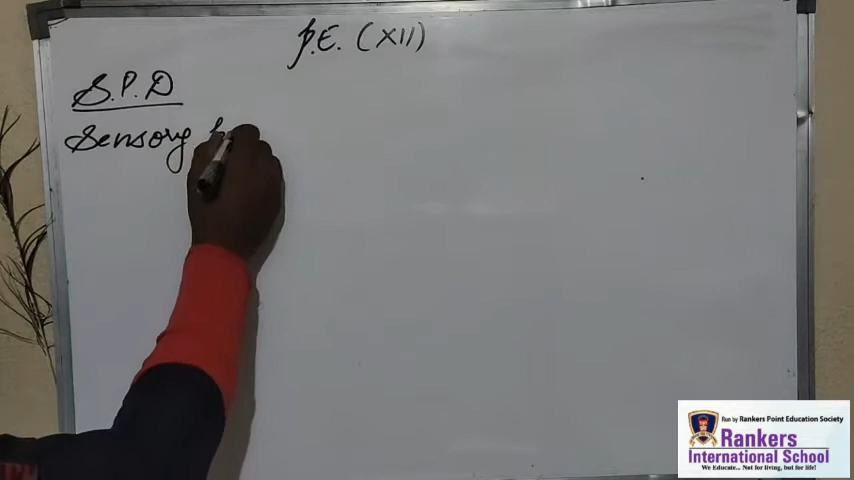 P.E. (XII)
S.P.D
Sensory
Run by Rankers Point Education Society
Rankers
International School
We Educate... Not for living, but for life!